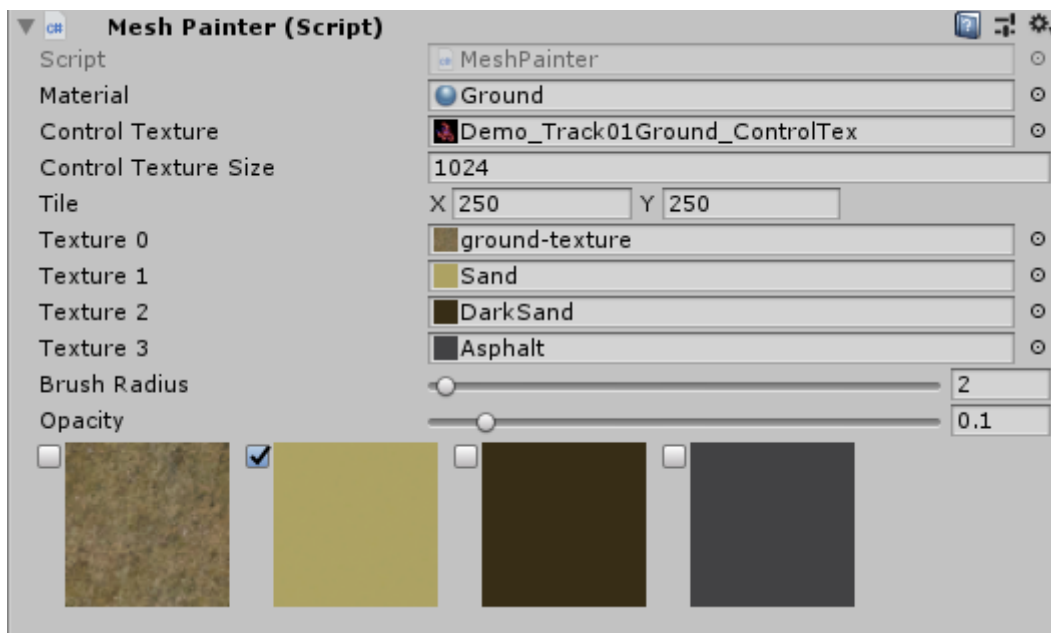 c# Mesh Painter (Script)
Script MeshPainter
Material Ground
Control Texture Demo_Track01Ground_ControlTex
Control Texture Size 1024
Tile X 250 Y 250
Texture 0 ground-texture
Texture 1 Sand
Texture 2 DarkSand
Texture 3 Asphalt
Brush Radius 2
Opacity 0.1